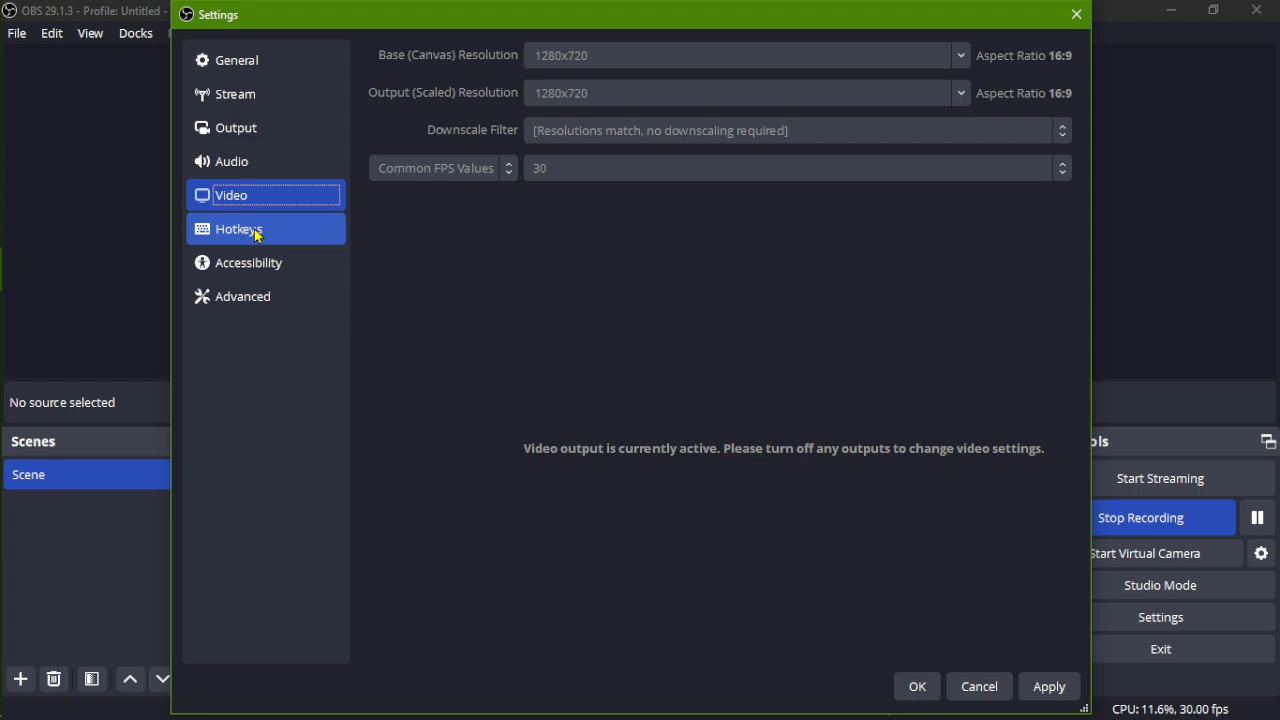 OBS 29.1.3 - Profile: Untitled -
File Edit View Docks
Settings
General
Stream
Output
Audio
Video
Hotkeys
Accessibility
Advanced
Base (Canvas) Resolution 1280x720 Aspect Ratio 16:9
Output (Scaled) Resolution 1280x720 Aspect Ratio 16:9
Downscale Filter [Resolutions match, no downscaling required]
Common FPS Values 30
Video output is currently active. Please turn off any outputs to change video settings.
OK Cancel Apply
No source selected
Scenes
Scene
ols
Start Streaming
Stop Recording
Start Virtual Camera
Studio Mode
Settings
Exit
CPU: 11.6%, 30.00 fps